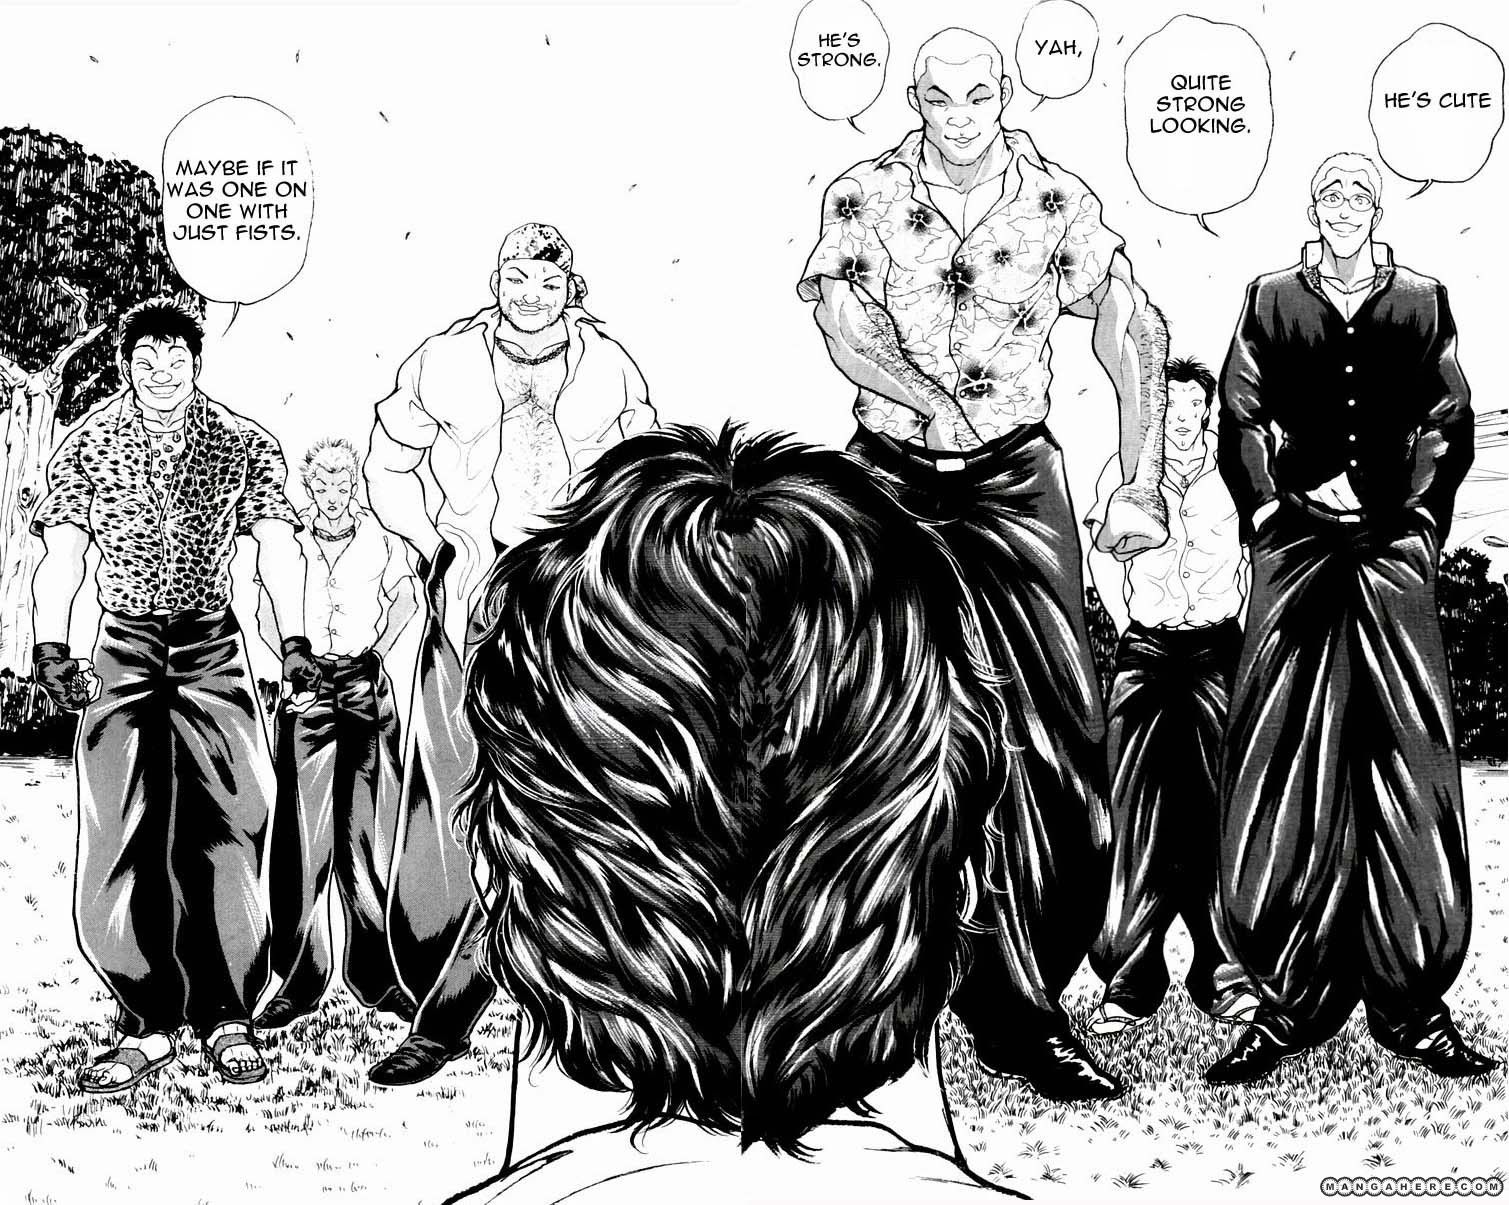 HE'S
STRONG.
YAH,
QUITE
STRONG
LOOKING.
HE'S CUTE
MAYBE IF IT
WAS ONE ON
ONE WITH
JUST FISTS.
MANGAHERE.COM